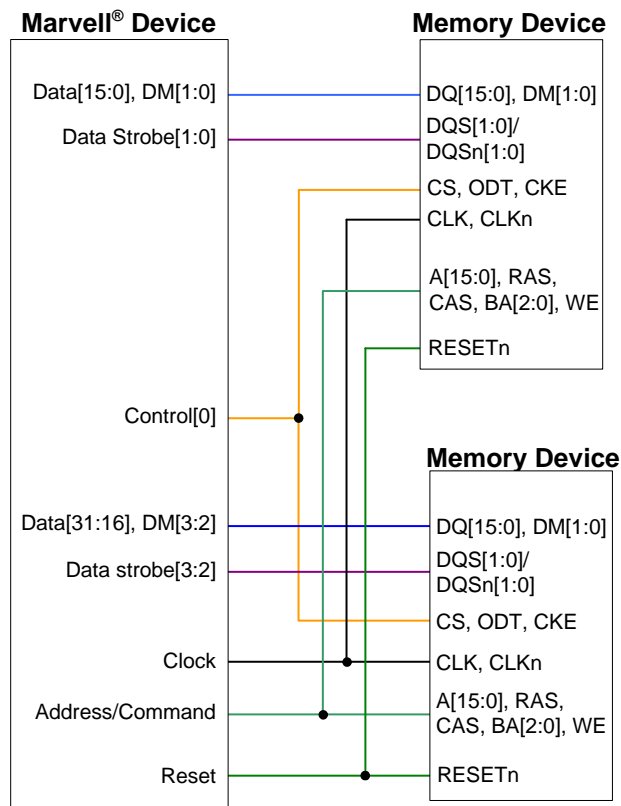 Marvell® Device
Memory Device
Data[15:0], DM[1:0]
DQ[15:0], DM[1:0]
Data Strobe[1:0]
DQS[1:0]/
DQSn[1:0]
CS, ODT, CKE
CLK, CLKn
A[15:0], RAS,
CAS, BA[2:0], WE
RESETn
Control[0]
Memory Device
Data[31:16], DM[3:2]
DQ[15:0], DM[1:0]
Data strobe[3:2]
DQS[1:0]/
DQSn[1:0]
CS, ODT, CKE
Clock
CLK, CLKn
Address/Command
A[15:0], RAS,
CAS, BA[2:0], WE
Reset
RESETn